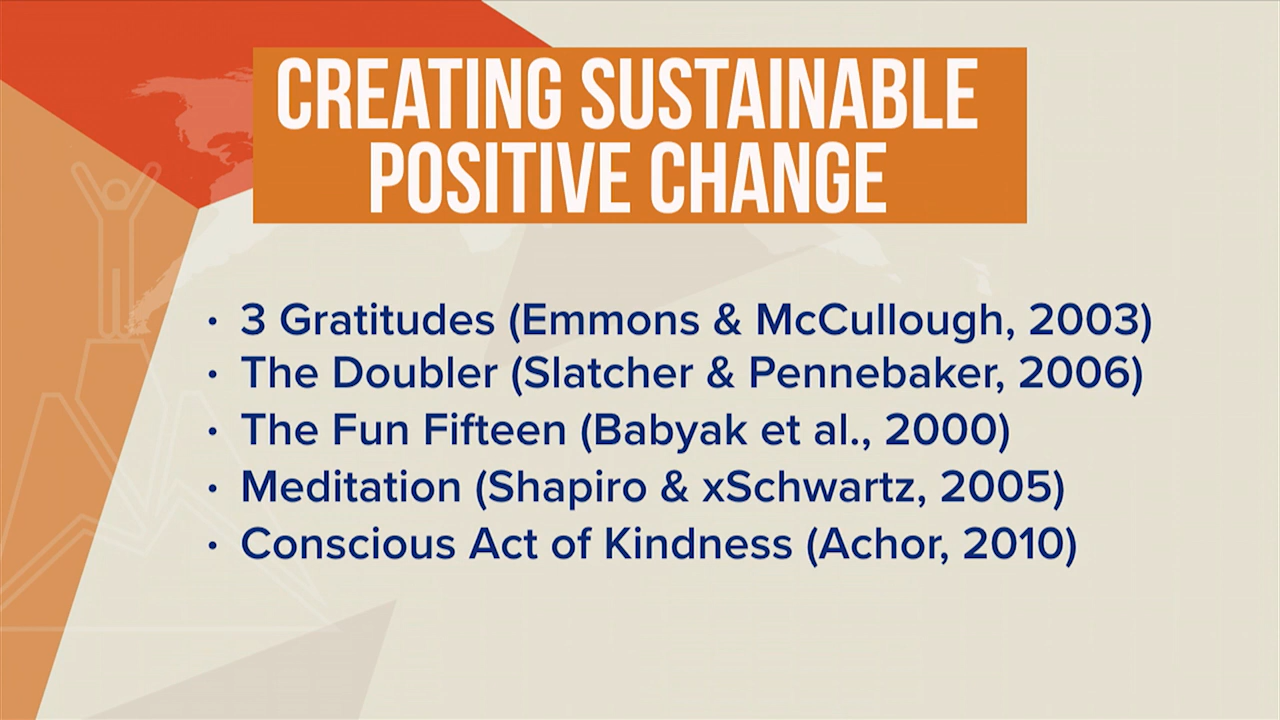 CREATING SUSTAINABLE
POSITIVE CHANGE
• 3 Gratitudes (Emmons & McCullough, 2003)
• The Doubler (Slatcher & Pennebaker, 2006)
• The Fun Fifteen (Babyak et al., 2000)
• Meditation (Shapiro & xSchwartz, 2005)
• Conscious Act of Kindness (Achor, 2010)